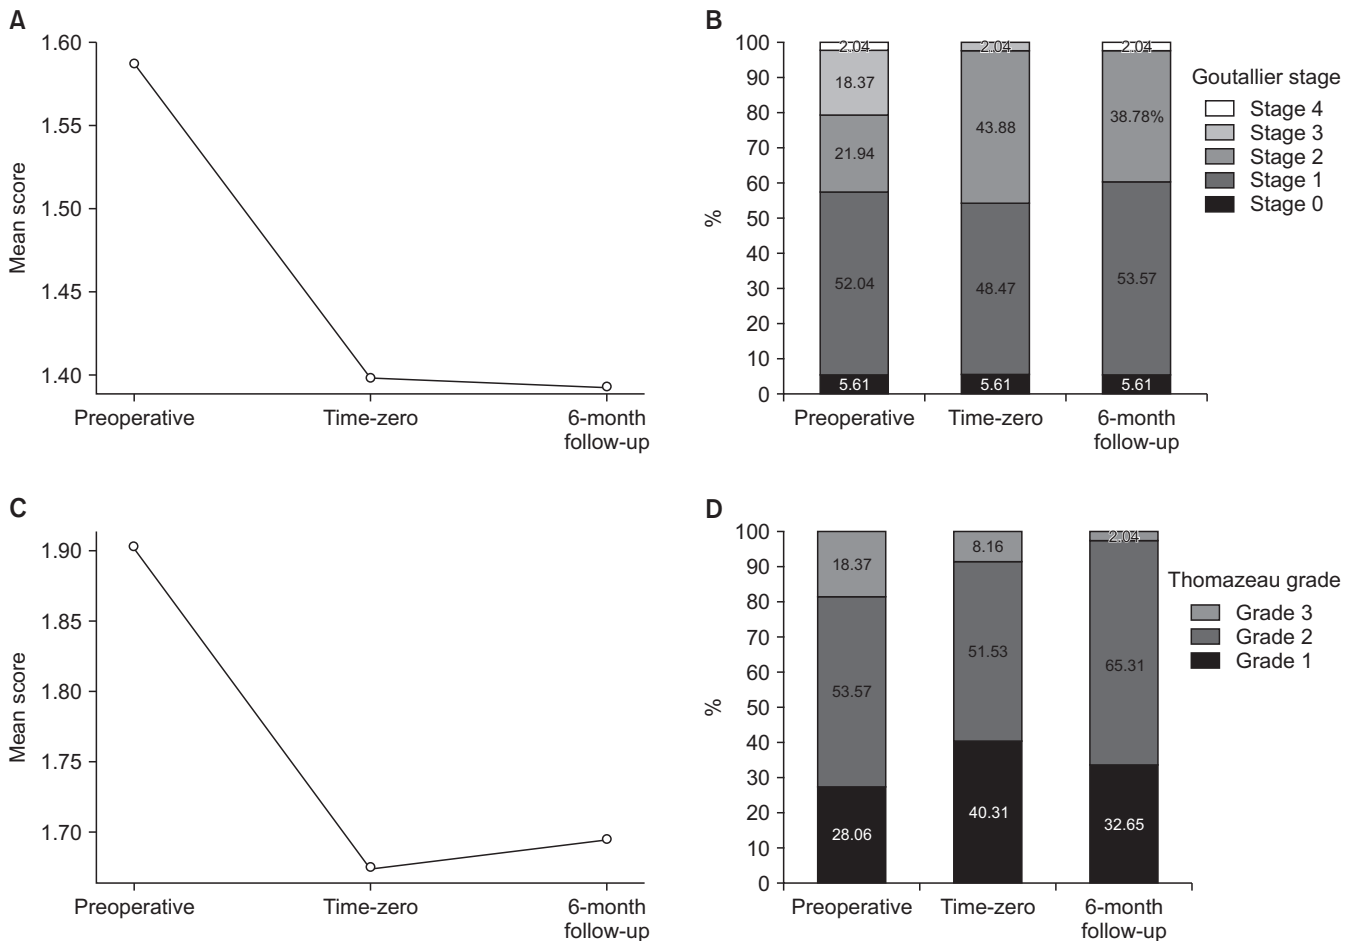 A
Mean score
1.60
1.55
1.50
1.45
1.40
Preoperative
Time-zero
6-month
follow-up
B
%
100
90
80
70
60
50
40
30
20
10
0
2.04
18.37
21.94
52.04
5.61
2.04
43.88
48.47
5.61
2.04
38.78%
53.57
5.61
Preoperative
Time-zero
6-month
follow-up
Goutallier stage
Stage 4
Stage 3
Stage 2
Stage 1
Stage 0
C
Mean score
1.90
1.85
1.80
1.75
1.70
Preoperative
Time-zero
6-month
follow-up
D
%
100
90
80
70
60
50
40
30
20
10
0
18.37
53.57
28.06
8.16
51.53
40.31
2.04
65.31
32.65
Preoperative
Time-zero
6-month
follow-up
Thomazeau grade
Grade 3
Grade 2
Grade 1